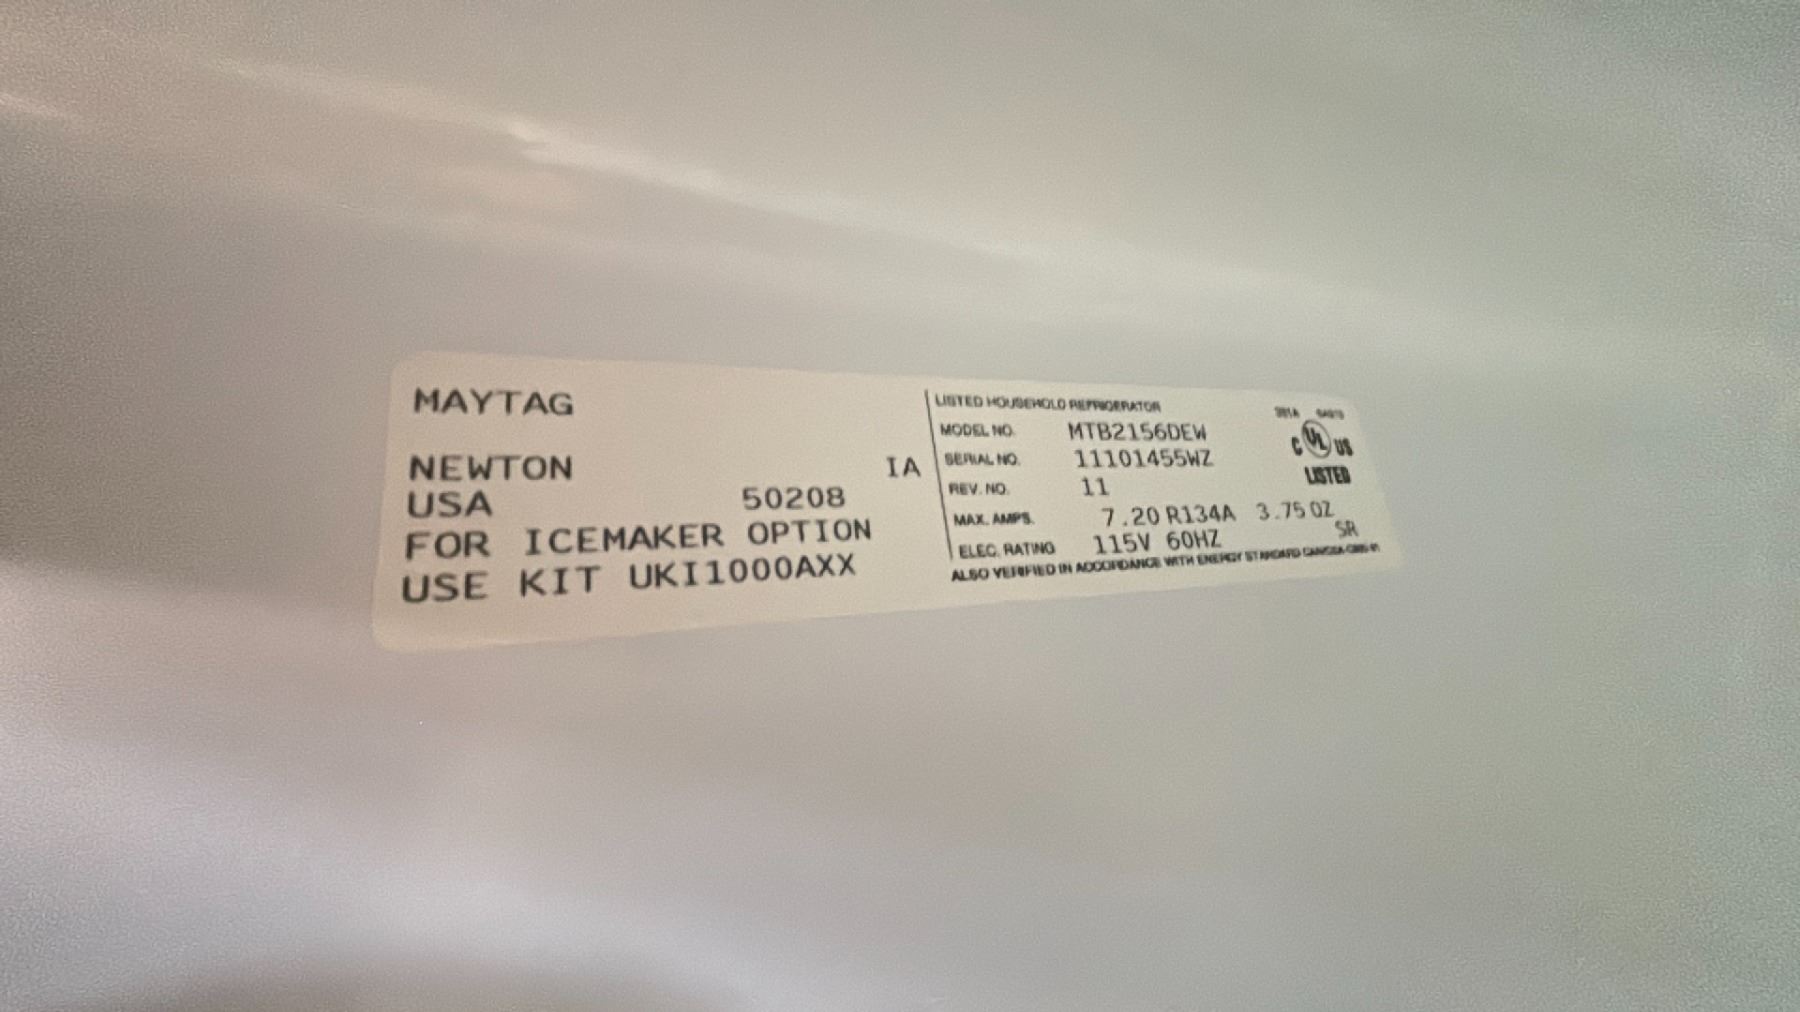 MAYTAG
NEWTON IA
USA 50208
FOR ICEMAKER OPTION
USE KIT UKI1000AXX
LISTED HOUSEHOLD REFRIGERATOR
MODEL NO. MTB2156DEW
SERIAL NO. 11101455WZ
REV. NO. 11
MAX. AMPS. 7.20 R134A 3.75 OZ
ELEC. RATING 115V 60HZ SR
ALSO VERIFIED IN ACCORDANCE WITH ENERGY STANDARD
C UL US
LISTED